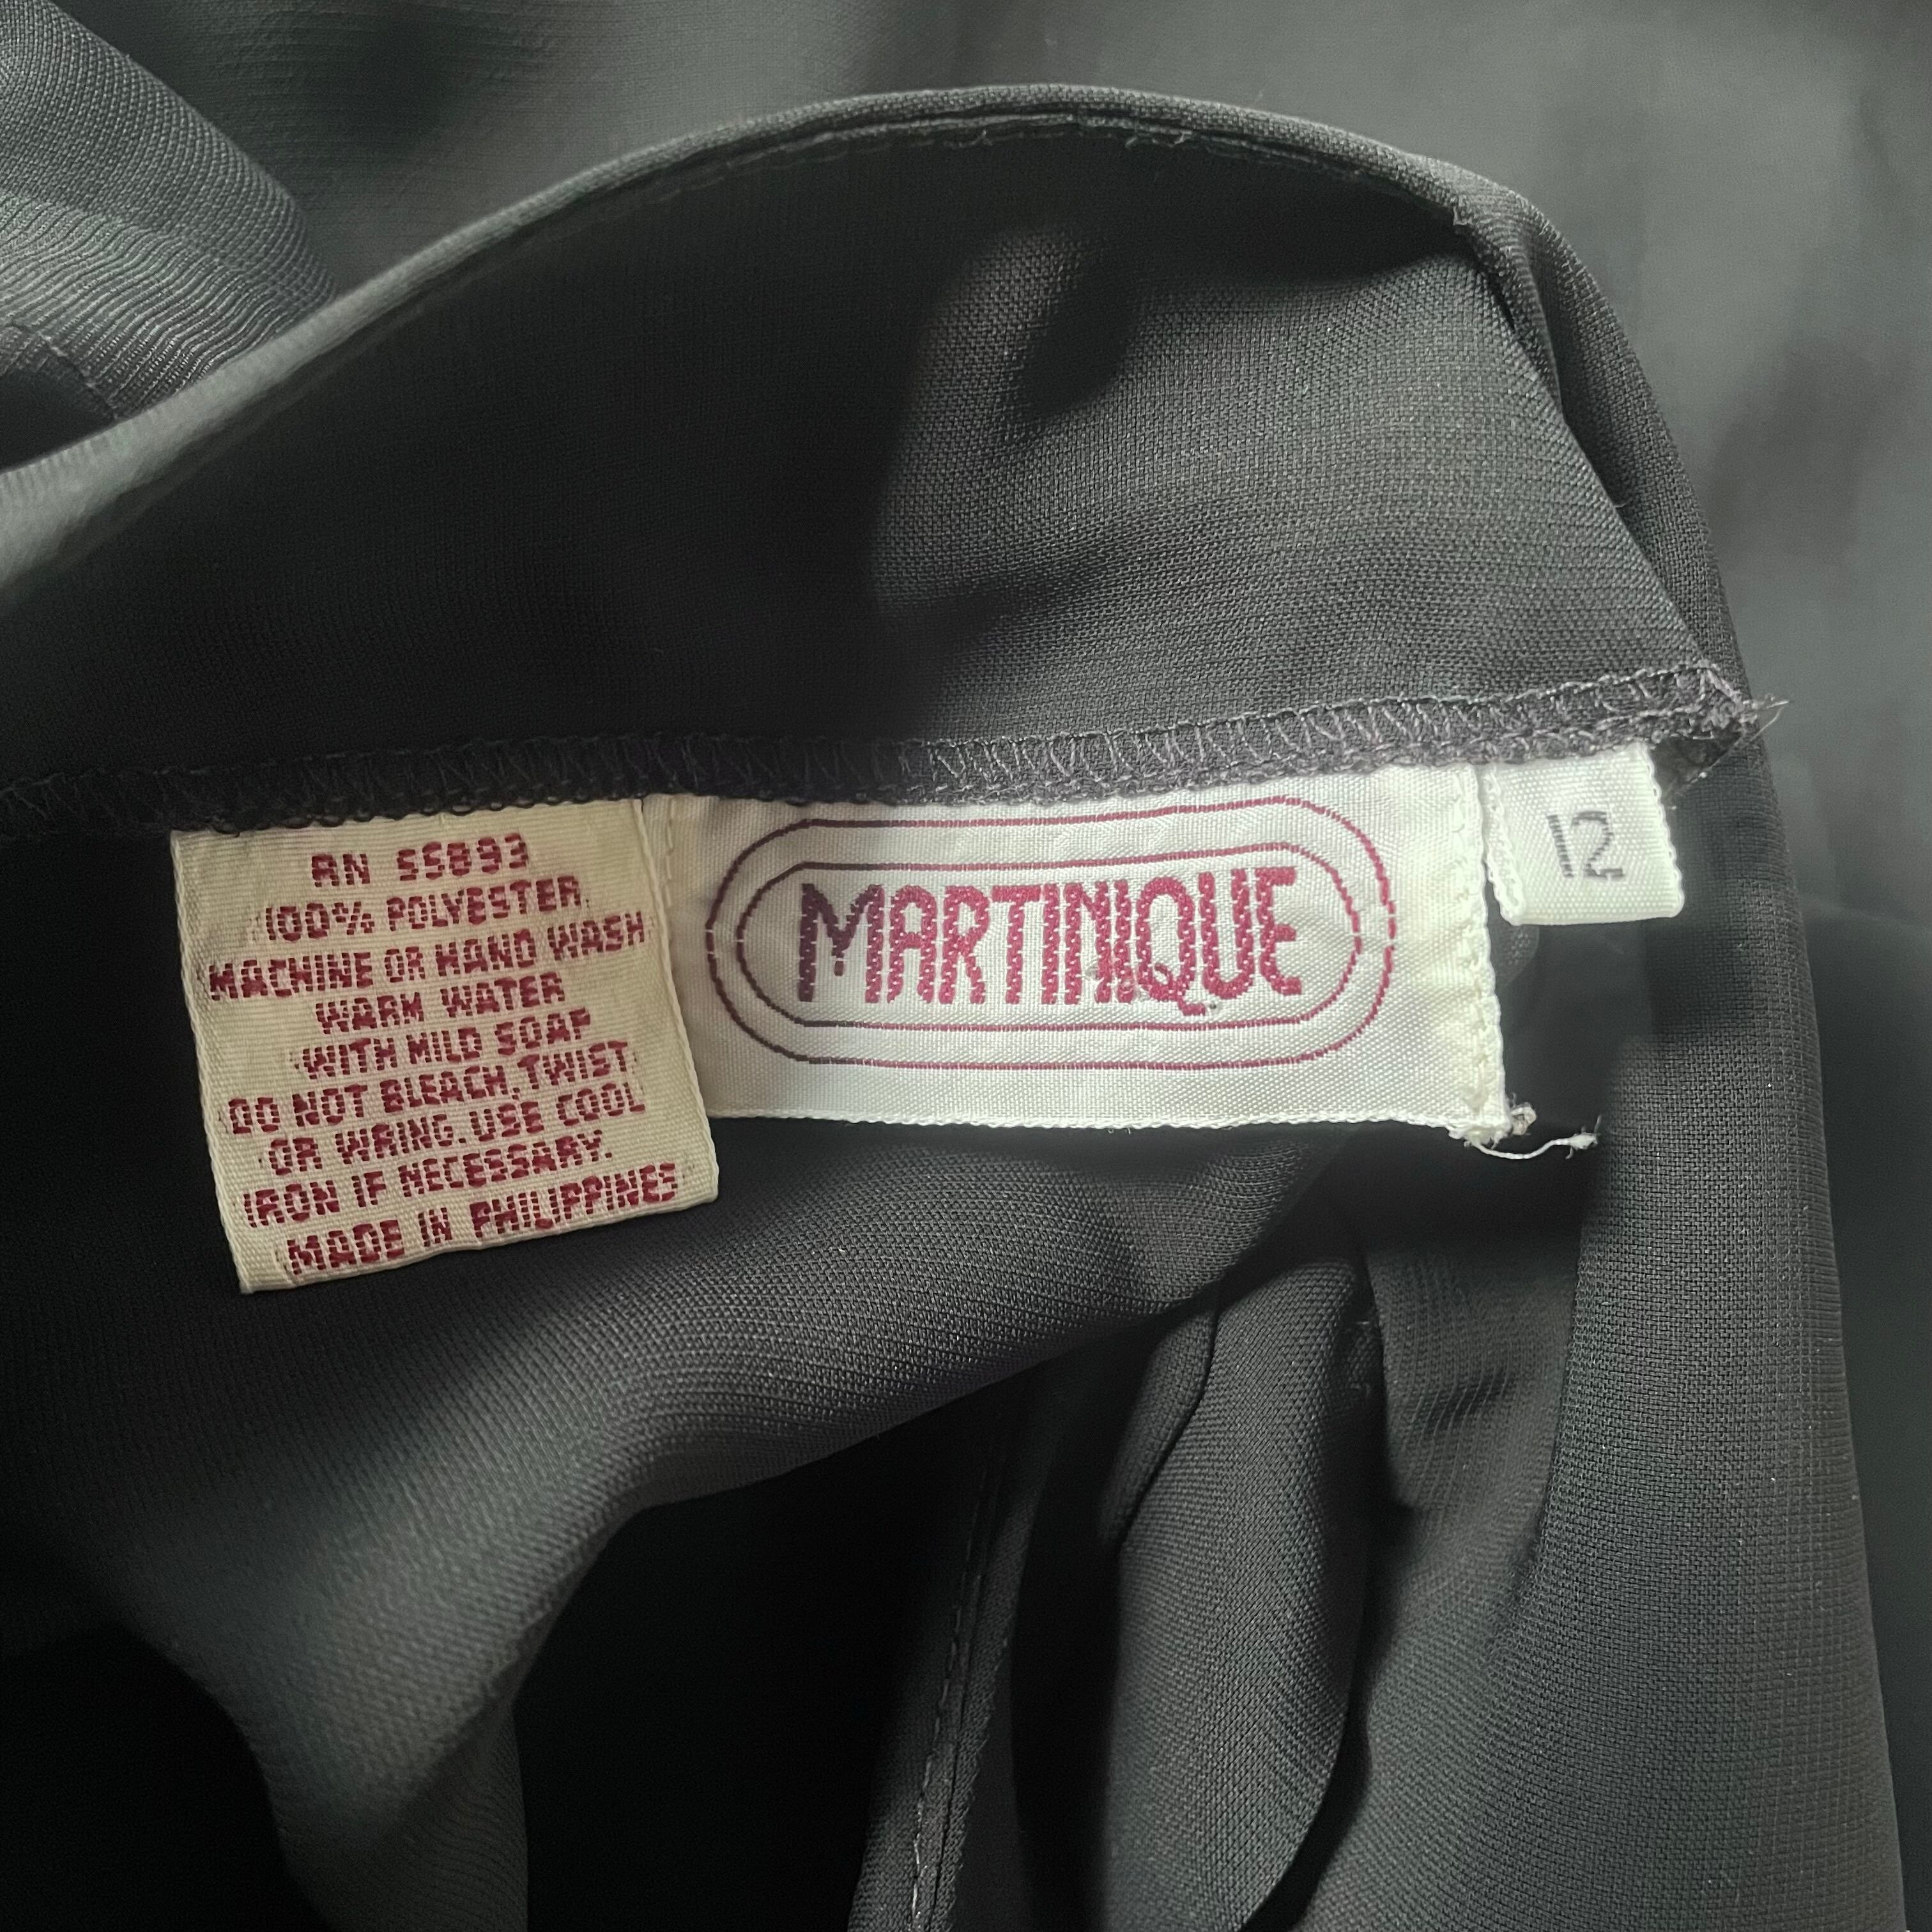 RN 55893
100% POLYESTER
MACHINE OR HAND WASH
WARM WATER
WITH MILD SOAP
DO NOT BLEACH, TWIST
OR WRING. USE COOL
IRON IF NECESSARY.
MADE IN PHILIPPINES
MARTINIQUE
12